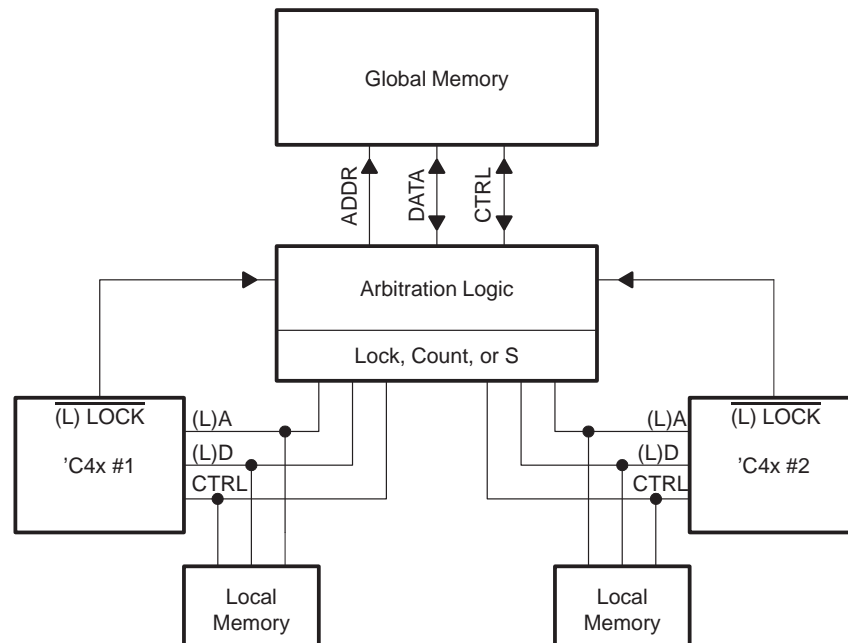 Global Memory
ADDR
DATA
CTRL
Arbitration Logic
Lock, Count, or S
(L) LOCK
(L)A
(L)D
CTRL
’C4x #1
(L) LOCK
(L)A
(L)D
CTRL
’C4x #2
Local
Memory
Local
Memory